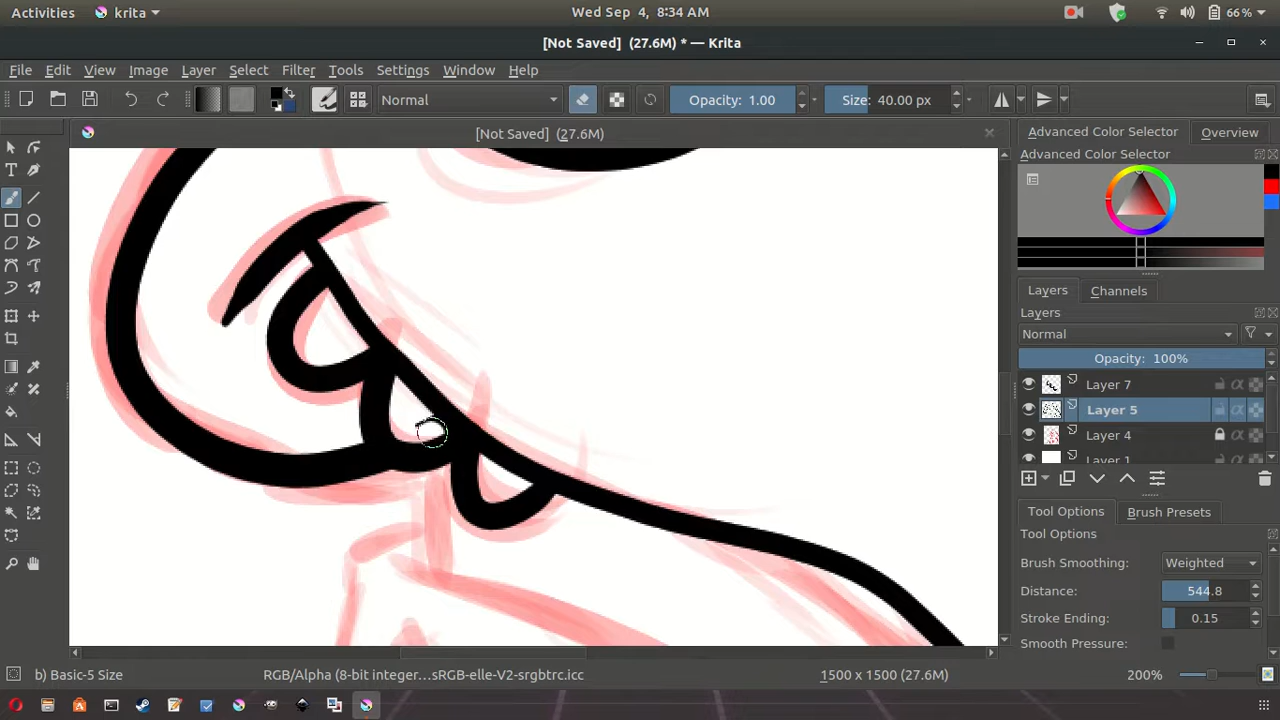 Activities krita Wed Sep 4, 8:34 AM 66 %
[Not Saved] (27.6M) * — Krita
File Edit View Image Layer Select Filter Tools Settings Window Help
Normal Opacity: 1.00 Size: 40.00 px
[Not Saved] (27.6M) Advanced Color Selector Overview
Advanced Color Selector
Layers Channels
Layers
Normal
Opacity: 100%
Layer 7
Layer 5
Layer 4
Layer 1
Tool Options Brush Presets
Tool Options
Brush Smoothing: Weighted
Distance: 544.8
Stroke Ending: 0.15
Smooth Pressure:
b) Basic-5 Size RGB/Alpha (8-bit integer...sRGB-elle-V2-srgbtrc.icc 1500 x 1500 (27.6M) 200%